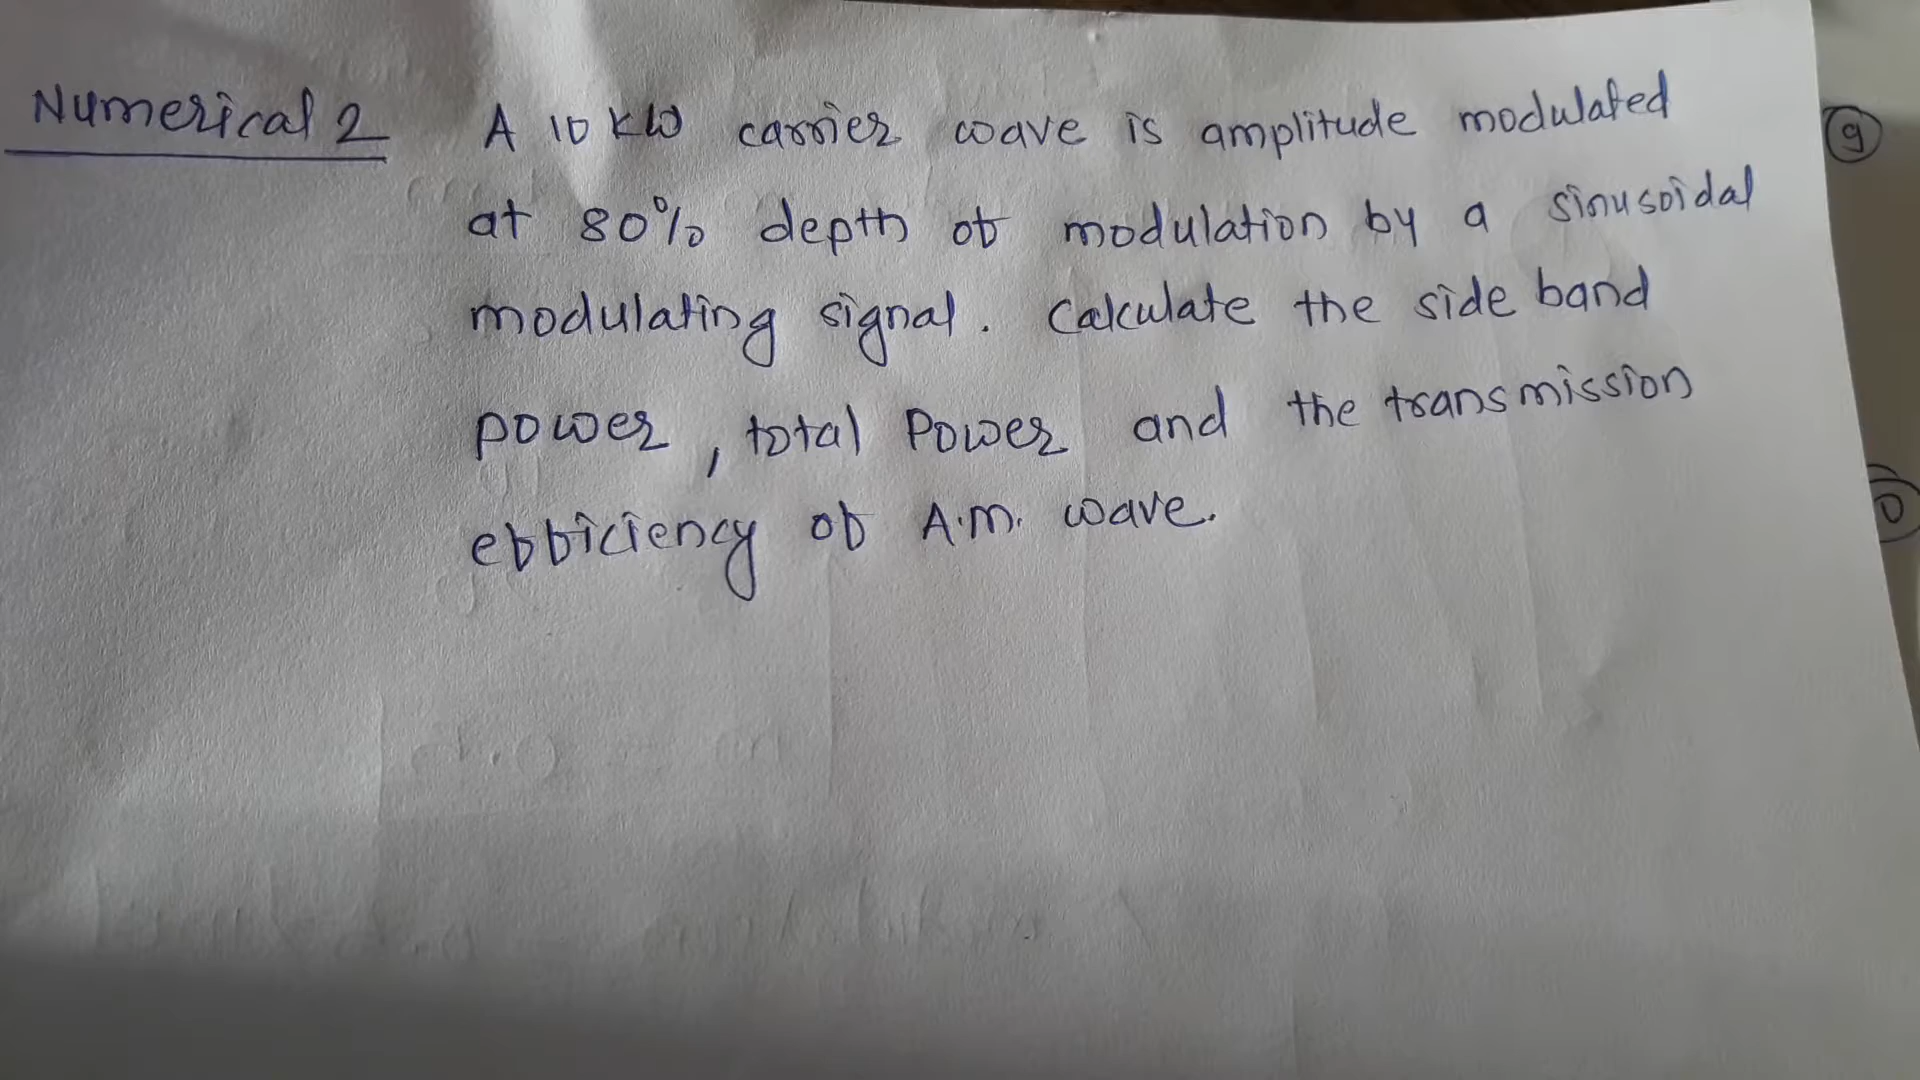 Numerical 2 A 10 KW carrier wave is amplitude modulated
at 80% depth of modulation by a sinusoidal
modulating signal. Calculate the side band
power, total Power and the transmission
efficiency of A.M. wave.
9